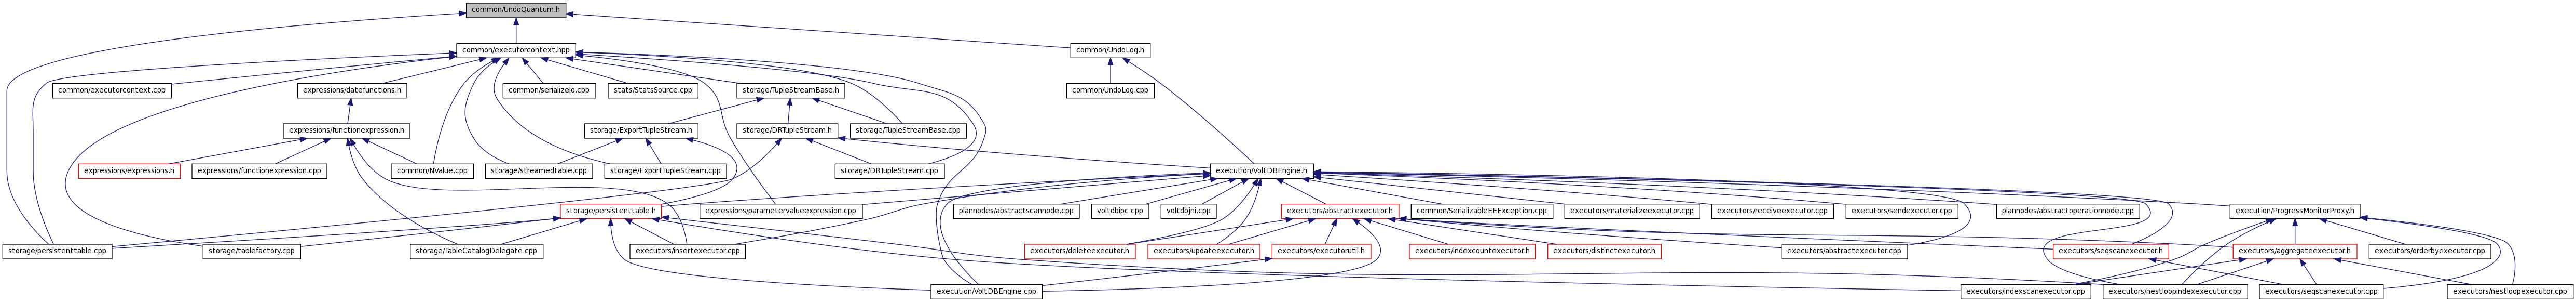 common/UndoQuantum.h
common/executorcontext.hpp
common/UndoLog.h
common/executorcontext.cpp
expressions/datefunctions.h
common/serializeio.cpp
stats/StatsSource.cpp
storage/TupleStreamBase.h
common/UndoLog.cpp
expressions/functionexpression.h
storage/ExportTupleStream.h
storage/DRTupleStream.h
storage/TupleStreamBase.cpp
expressions/expressions.h
expressions/functionexpression.cpp
common/NValue.cpp
storage/streamedtable.cpp
storage/ExportTupleStream.cpp
storage/DRTupleStream.cpp
execution/VoltDBEngine.h
storage/persistenttable.h
expressions/parametervalueexpression.cpp
plannodes/abstractscannode.cpp
voltdbipc.cpp
voltdbjni.cpp
executors/abstractexecutor.h
common/SerializableEEException.cpp
executors/materializeexecutor.cpp
executors/receiveexecutor.cpp
executors/sendexecutor.cpp
plannodes/abstractoperationnode.cpp
execution/ProgressMonitorProxy.h
storage/persistenttable.cpp
storage/tablefactory.cpp
storage/TableCatalogDelegate.cpp
executors/insertexecutor.cpp
executors/deleteexecutor.h
executors/updateexecutor.h
executors/executorutil.h
executors/indexcountexecutor.h
executors/distinctexecutor.h
executors/abstractexecutor.cpp
executors/seqscanexecutor.h
executors/aggregateexecutor.h
executors/orderbyexecutor.cpp
execution/VoltDBEngine.cpp
executors/indexscanexecutor.cpp
executors/nestloopindexexecutor.cpp
executors/seqscanexecutor.cpp
executors/nestloopexecutor.cpp